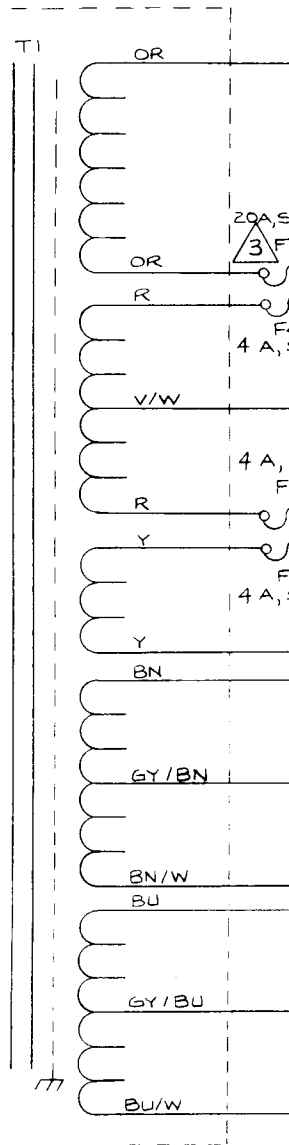 T1
OR
20A, S
3
F
OR
R
F
4 A, S
V/W
4 A,
F
R
Y
F
4 A, S
Y
BN
GY/BN
BN/W
BU
GY/BU
BU/W